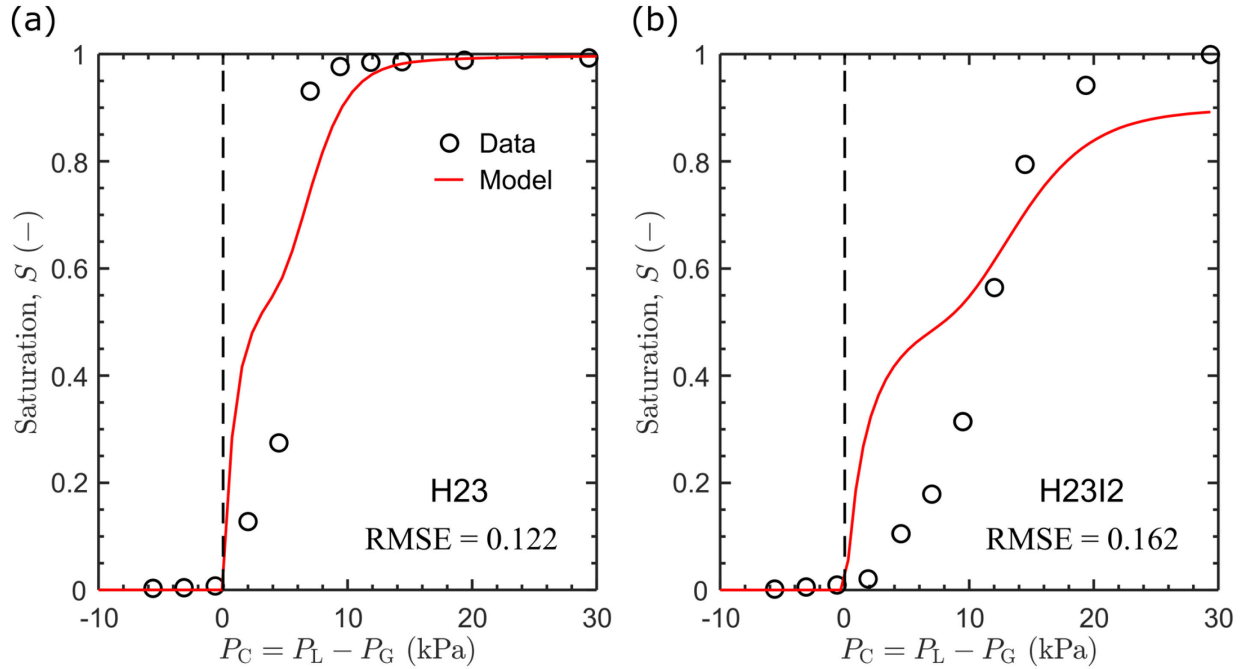 (a)
Saturation, S (−)
1
0.8
0.6
0.4
0.2
0
Data
Model
H23
RMSE = 0.122
-10 0 10 20 30
P_C = P_L − P_G (kPa)
(b)
Saturation, S (−)
1
0.8
0.6
0.4
0.2
0
H23I2
RMSE = 0.162
-10 0 10 20 30
P_C = P_L − P_G (kPa)